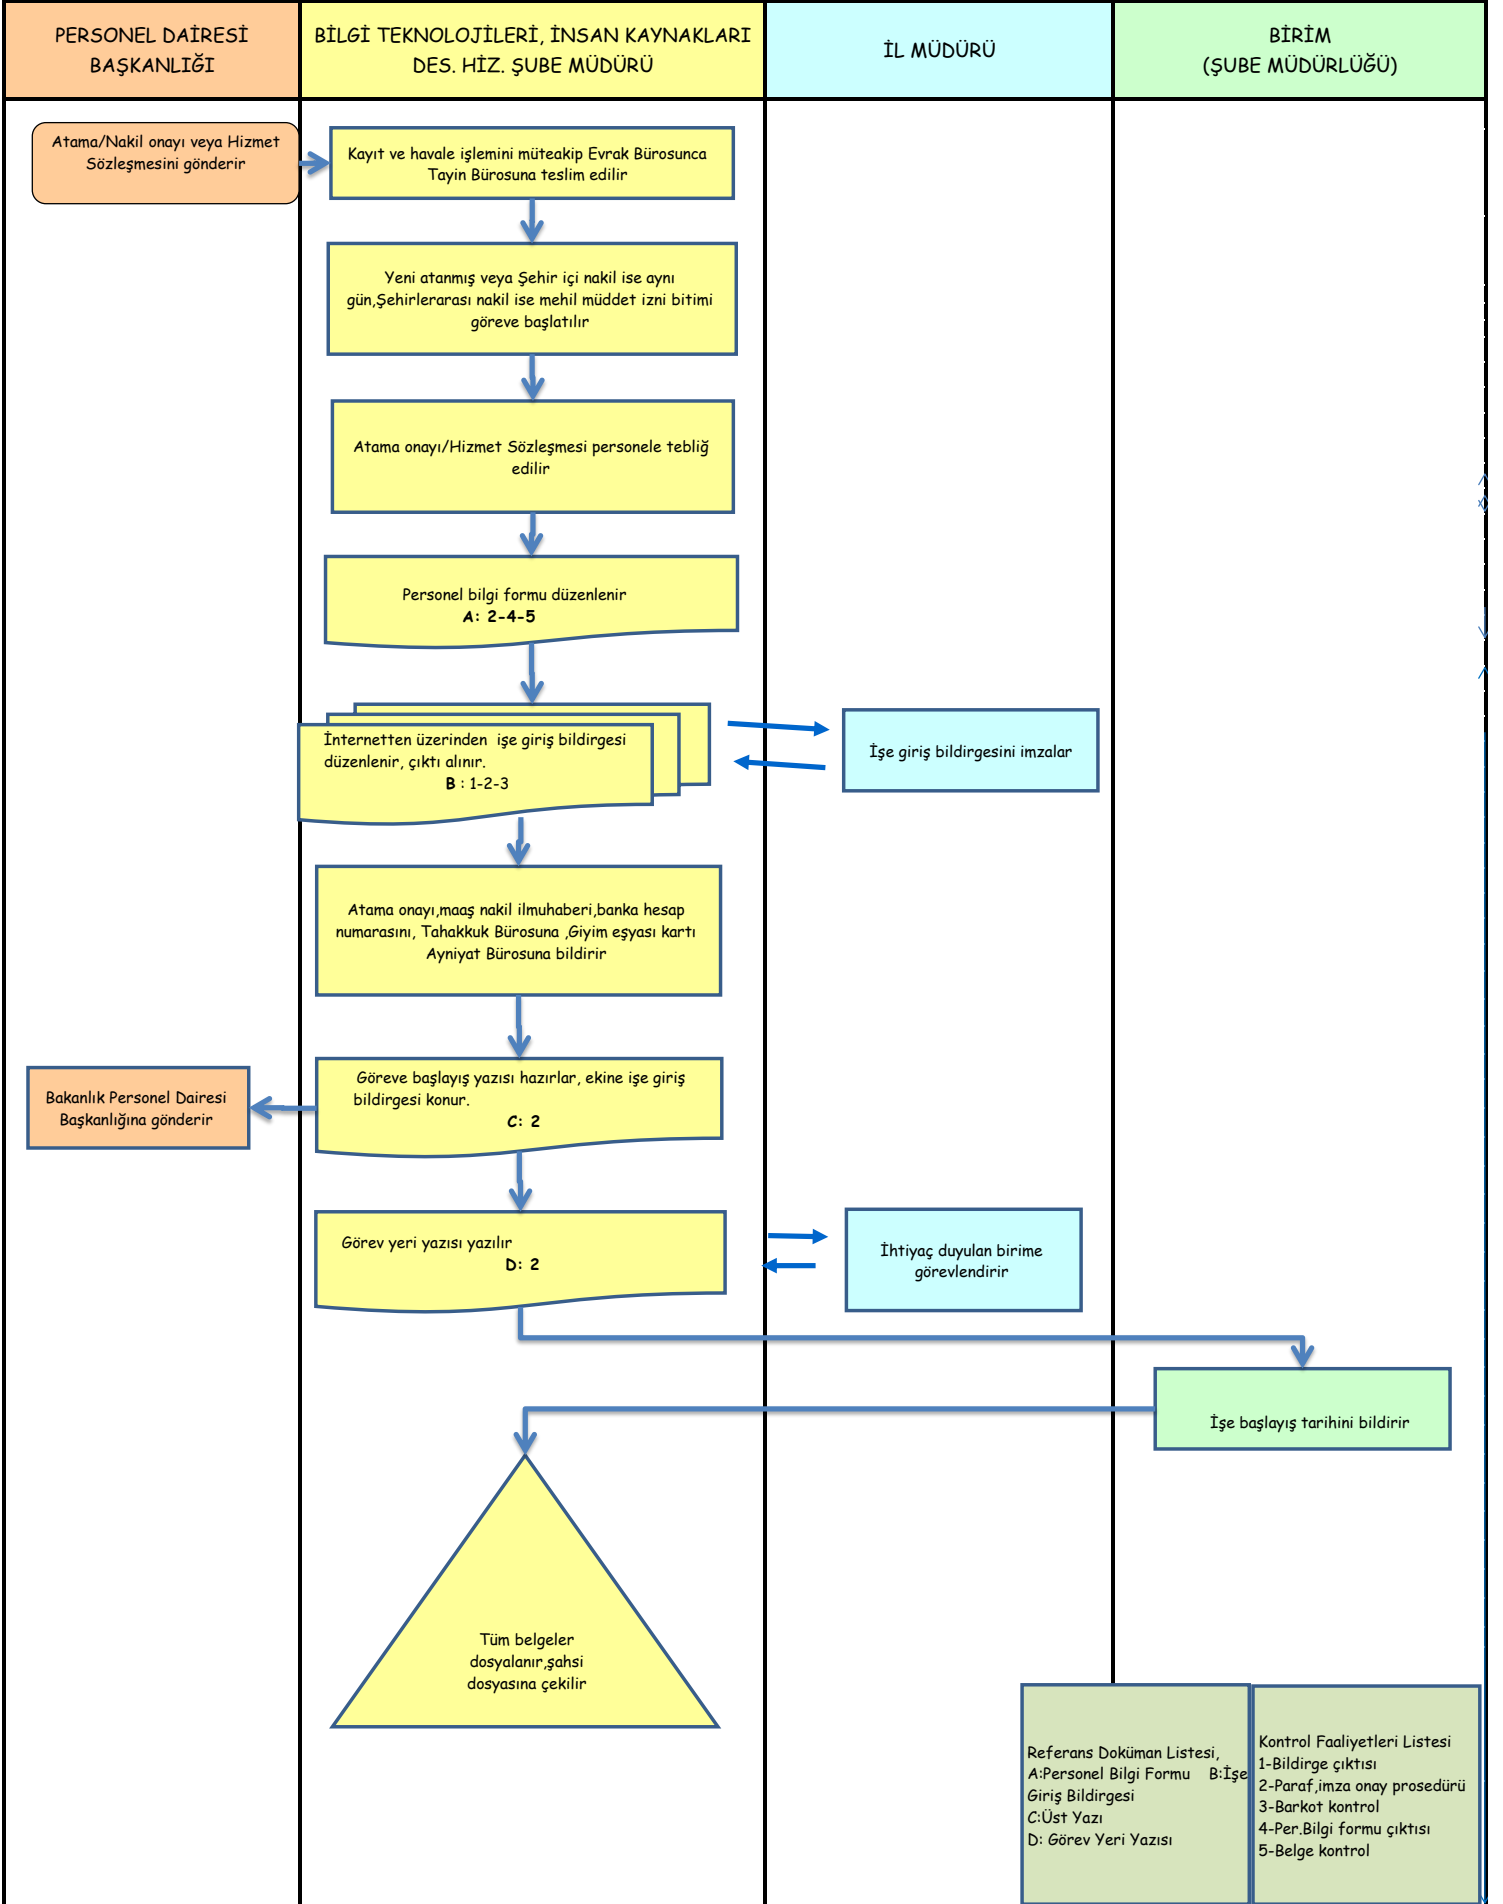 PERSONEL DAİRESİ
BAŞKANLIĞI
BİLGİ TEKNOLOJİLERİ, İNSAN KAYNAKLARI
DES. HİZ. ŞUBE MÜDÜRÜ
İL MÜDÜRÜ
BİRİM
(ŞUBE MÜDÜRLÜĞÜ)
Atama/Nakil onayı veya Hizmet
Sözleşmesini gönderir
Kayıt ve havale işlemini müteakip Evrak Bürosunca
Tayin Bürosuna teslim edilir
Yeni atanmış veya Şehir içi nakil ise aynı
gün,Şehirlerarası nakil ise mehil müddet izni bitimi
göreve başlatılır
Atama onayı/Hizmet Sözleşmesi personele tebliğ
edilir
Personel bilgi formu düzenlenir
A: 2-4-5
İnternetten üzerinden işe giriş bildirgesi
düzenlenir, çıktı alınır.
B : 1-2-3
İşe giriş bildirgesini imzalar
Atama onayı,maaş nakil ilmuhaberi,banka hesap
numarasını, Tahakkuk Bürosuna ,Giyim eşyası kartı
Ayniyat Bürosuna bildirir
Göreve başlayış yazısı hazırlar, ekine işe giriş
bildirgesi konur.
C: 2
Bakanlık Personel Dairesi
Başkanlığına gönderir
Görev yeri yazısı yazılır
D: 2
İhtiyaç duyulan birime
görevlendirir
İşe başlayış tarihini bildirir
Tüm belgeler
dosyalanır,şahsi
dosyasına çekilir
Referans Doküman Listesi,
A:Personel Bilgi Formu B:İşe
Giriş Bildirgesi
C:Üst Yazı
D: Görev Yeri Yazısı
Kontrol Faaliyetleri Listesi
1-Bildirge çıktısı
2-Paraf,imza onay prosedürü
3-Barkot kontrol
4-Per.Bilgi formu çıktısı
5-Belge kontrol